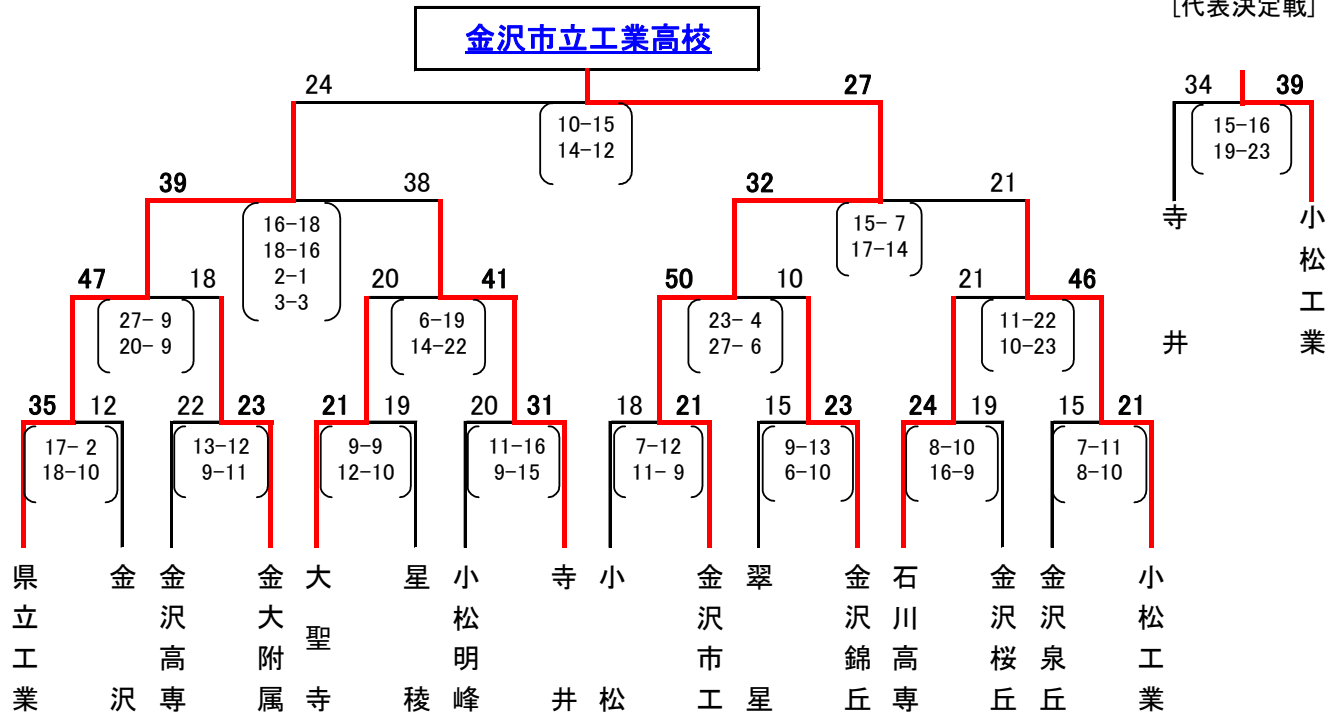 [代表決定戦]
金沢市立工業高校
24 27
10-15
14-12
34 39
15-16
19-23
寺井 小松工業
39 38
16-18
18-16
2-1
3-3
32 21
15- 7
17-14
47 18
27- 9
20- 9
20 41
6-19
14-22
50 10
23- 4
27- 6
21 46
11-22
10-23
35 12
17- 2
18-10
22 23
13-12
9-11
21 19
9-9
12-10
20 31
11-16
9-15
18 21
7-12
11- 9
15 23
9-13
6-10
24 19
8-10
16-9
15 21
7-11
8-10
県立工業
金沢
金沢高専
金大附属
大聖寺
星稜
小松明峰
寺井
小松
金沢市工
翠星
金沢錦丘
石川高専
金沢桜丘
金沢泉丘
小松工業